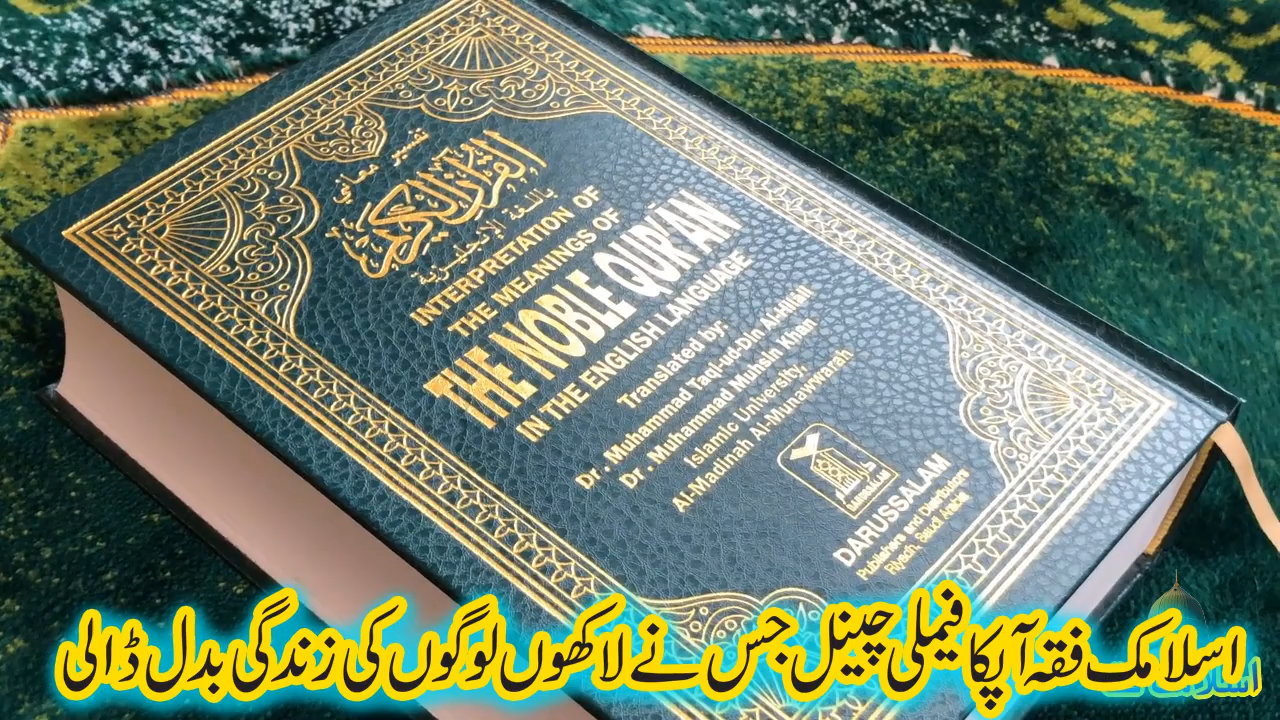 تفسير معاني
القرآن الكريم
باللغة الإنجليزية
INTERPRETATION OF
THE MEANINGS OF
THE NOBLE QUR'AN
IN THE ENGLISH LANGUAGE
Translated by:
Dr. Muhammad Taqi-ud-Din Al-Hilali
Dr. Muhammad Muhsin Khan
Islamic University,
Al-Madinah Al-Munawwarah
DARUSSALAM
DARUSSALAM
Publishers and Distributors
Riyadh, Saudi Arabia
اسلامک فقہ آپکا فیملی چینل جس نے لاکھوں لوگوں کی زندگی بدل ڈالی